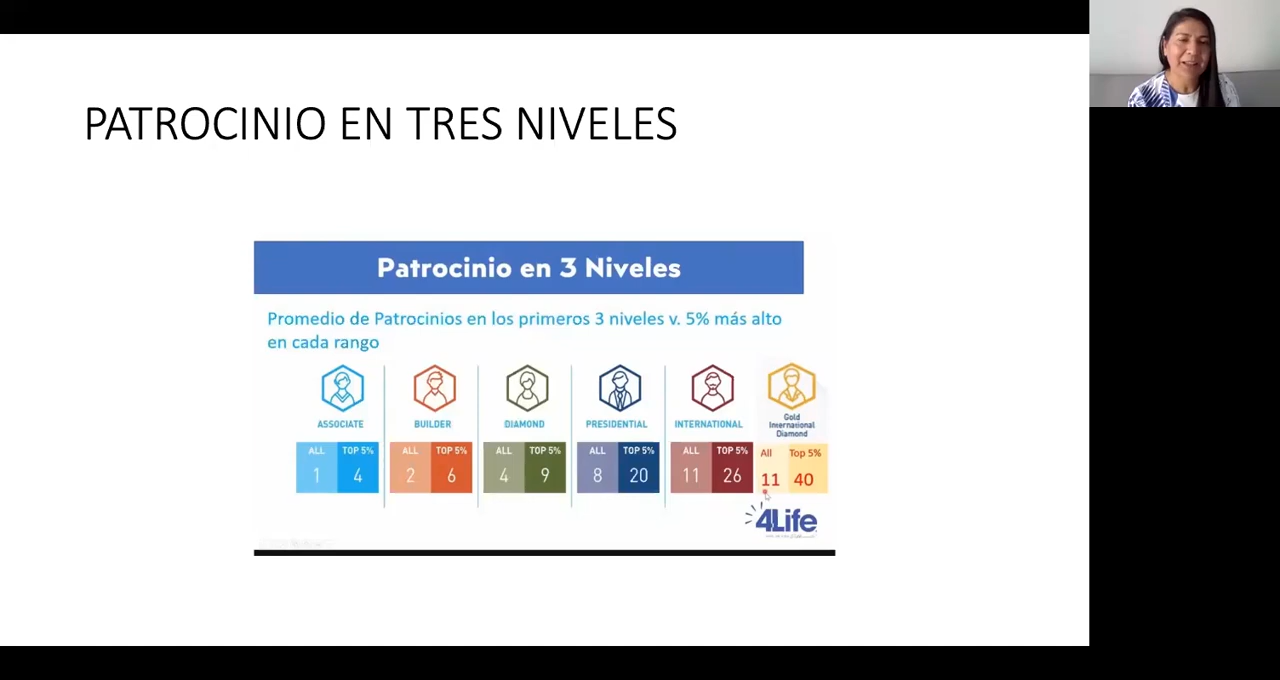 PATROCINIO EN TRES NIVELES
Patrocinio en 3 Niveles
Promedio de Patrocinios en los primeros 3 niveles v. 5% más alto
en cada rango
ASSOCIATE BUILDER DIAMOND PRESIDENTIAL INTERNATIONAL Gold
International
Diamond
ALL TOP 5% ALL TOP 5% ALL TOP 5% ALL TOP 5% ALL TOP 5% All Top 5%
1 4 2 6 4 9 8 20 11 26 11 40
4Life